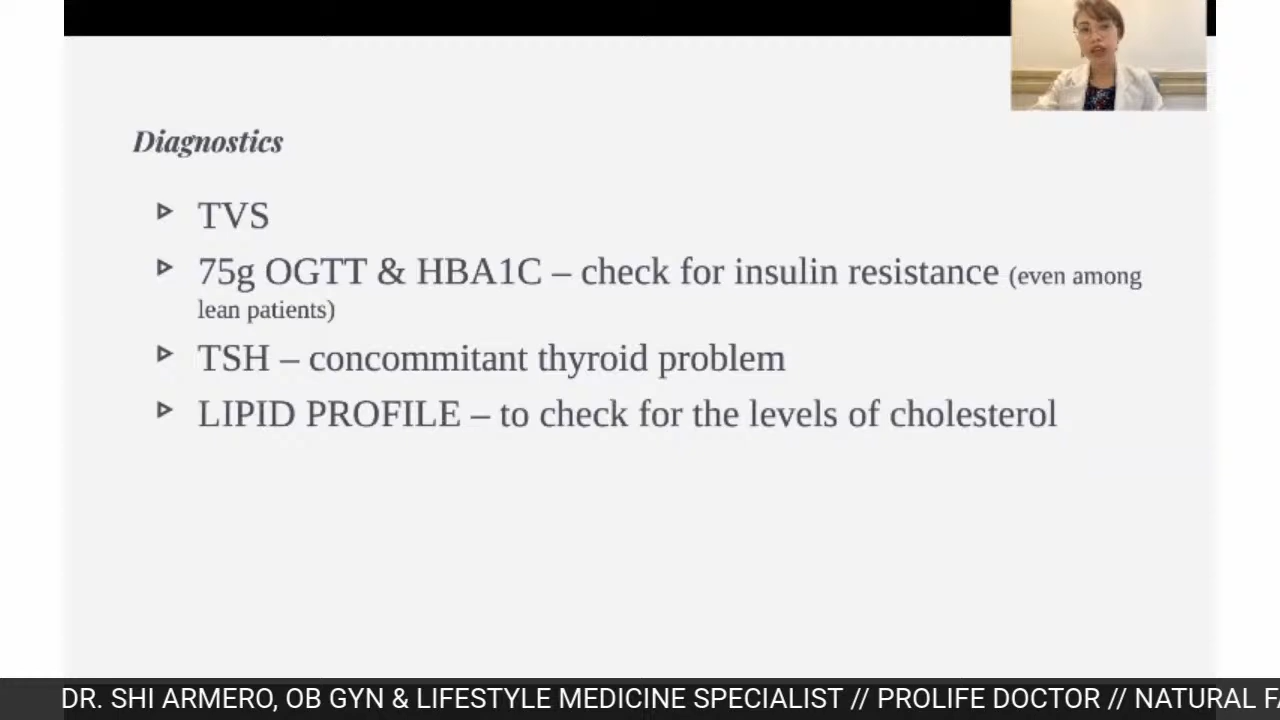 Diagnostics
TVS
75g OGTT & HBA1C – check for insulin resistance (even among
lean patients)
TSH – concommitant thyroid problem
LIPID PROFILE – to check for the levels of cholesterol
DR. SHI ARMERO, OB GYN & LIFESTYLE MEDICINE SPECIALIST // PROLIFE DOCTOR // NATURAL